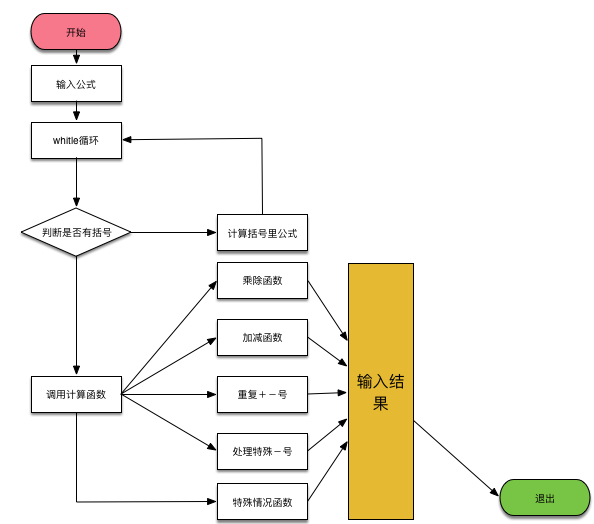 开始
输入公式
whitle循环
判断是否有括号
计算括号里公式
乘除函数
加减函数
调用计算函数
重复＋－号
处理特殊－号
特殊情况函数
输入结
果
退出